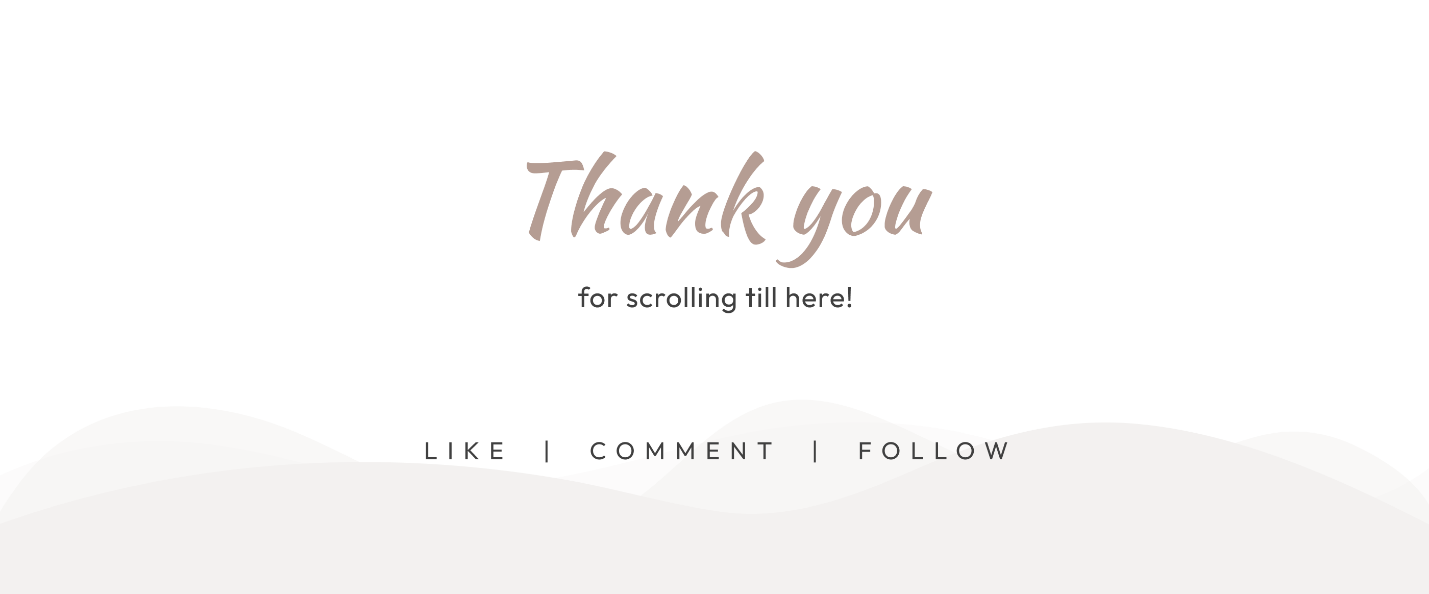 Thank you
for scrolling till here!
LIKE | COMMENT | FOLLOW